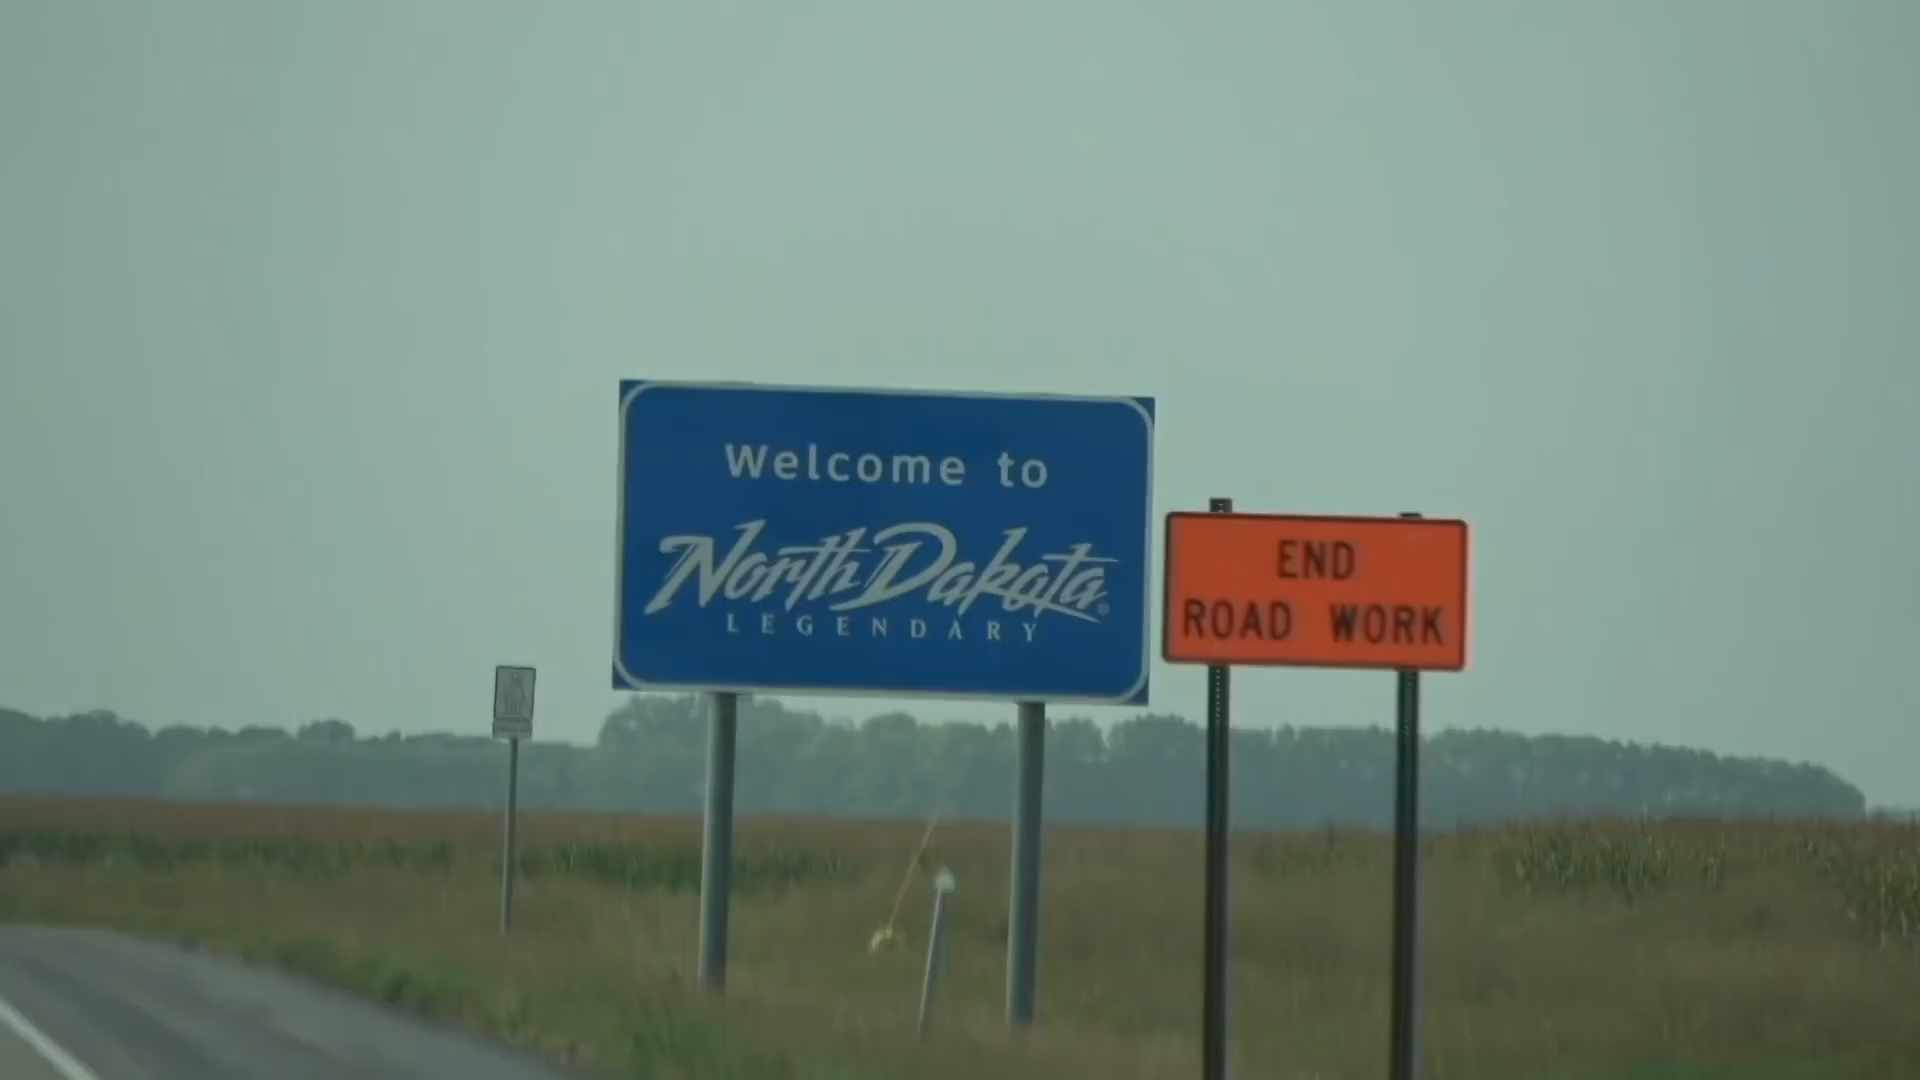 Welcome to
North Dakota®
LEGENDARY
END
ROAD WORK